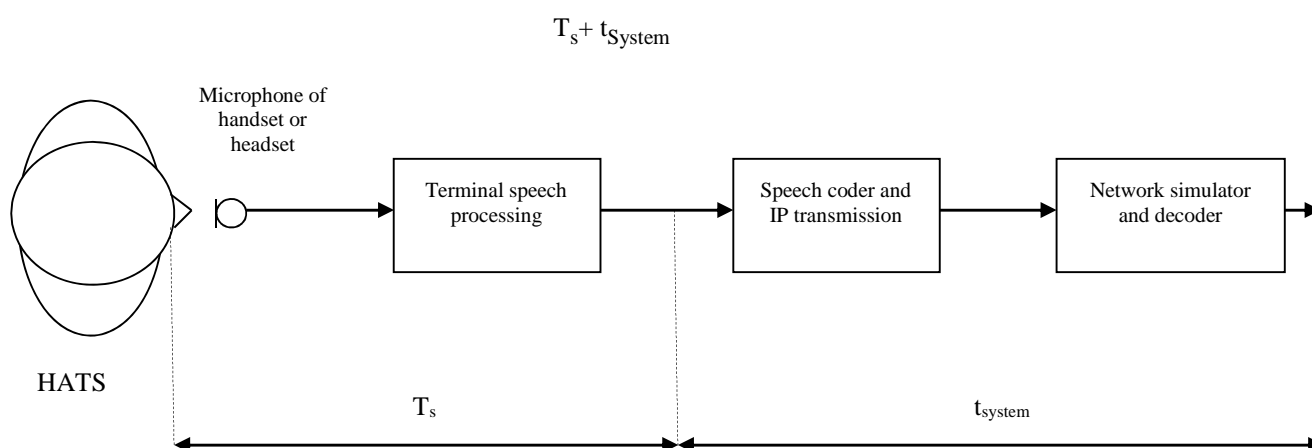 Ts+ tSystem
Microphone of
handset or
headset
Terminal speech
processing
Speech coder and
IP transmission
Network simulator
and decoder
HATS
Ts
tsystem